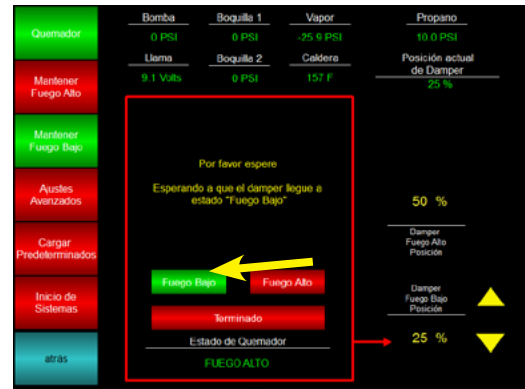 Quemador
Mantener
Fuego Alto
Mantener
Fuego Bajo
Ajustes
Avanzados
Cargar
Predeterminados
Inicio de
Sistemas
atrás
Bomba
0 PSI
Boquilla 1
0 PSI
Vapor
-25.9 PSI
Propano
10.0 PSI
Llama
9.1 Volts
Boquilla 2
0 PSI
Caldera
157 F
Posición actual
de Damper
25 %
Por favor espere
Esperando a que el damper llegue a
estado "Fuego Bajo"
Fuego Bajo
Fuego Alto
Terminado
Estado de Quemador
FUEGO ALTO
50 %
Damper
Fuego Alto
Posición
Damper
Fuego Bajo
Posición
25 %